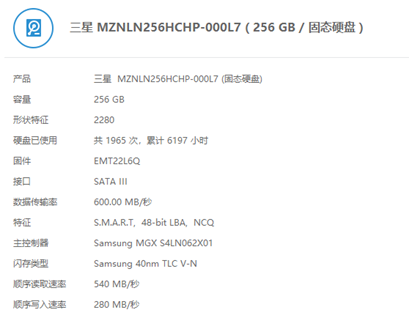 三星 MZNLN256HCHP-000L7 ( 256 GB / 固态硬盘 )
产品 三星 MZNLN256HCHP-000L7 (固态硬盘)
容量 256 GB
形状特征 2280
硬盘已使用 共 1965 次，累计 6197 小时
固件 EMT22L6Q
接口 SATA III
数据传输率 600.00 MB/秒
特征 S.M.A.R.T, 48-bit LBA, NCQ
主控制器 Samsung MGX S4LN062X01
闪存类型 Samsung 40nm TLC V-N
顺序读取速率 540 MB/秒
顺序写入速率 280 MB/秒